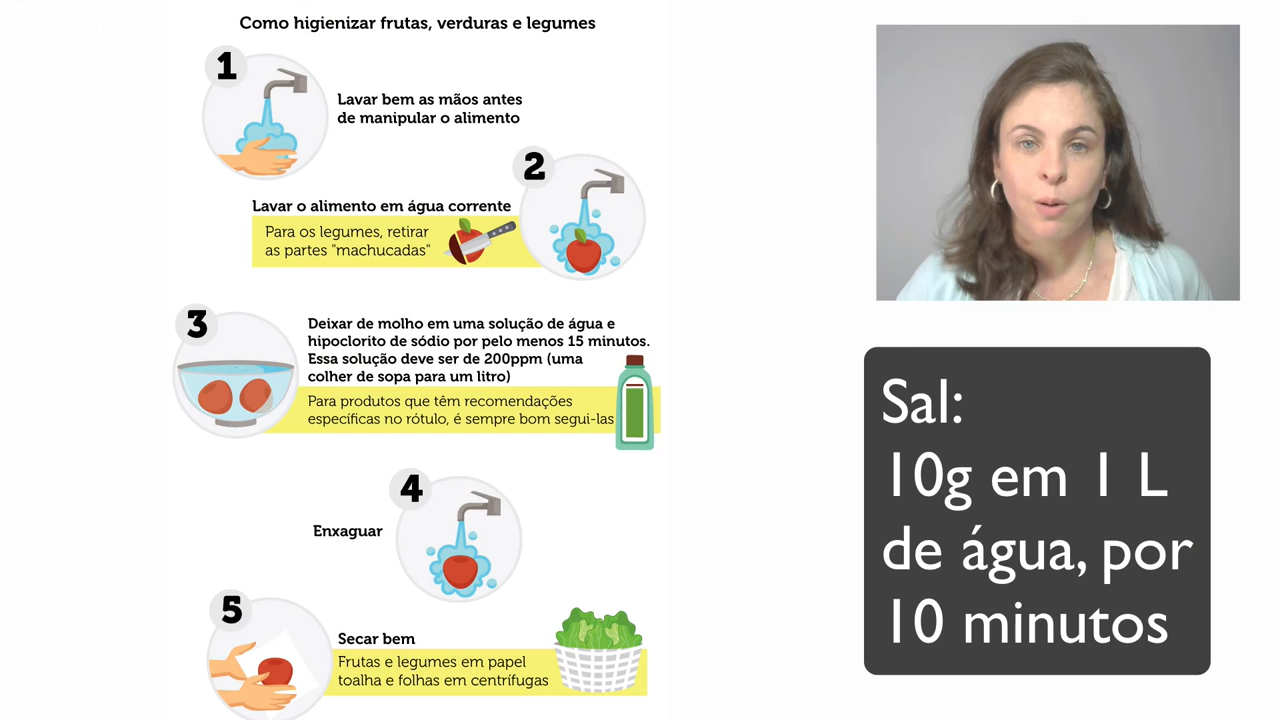 Text
Como higienizar frutas, verduras e legumes
1
Lavar bem as mãos antes
de manipular o alimento
2
Lavar o alimento em água corrente
Para os legumes, retirar
as partes "machucadas"
3
Deixar de molho em uma solução de água e
hipoclorito de sódio por pelo menos 15 minutos.
Essa solução deve ser de 200ppm (uma
colher de sopa para um litro)
Para produtos que têm recomendações
específicas no rótulo, é sempre bom segui-las
4
Enxaguar
5
Secar bem
Frutas e legumes em papel
toalha e folhas em centrífugas
Sal:
10g em 1 L
de água, por
10 minutos